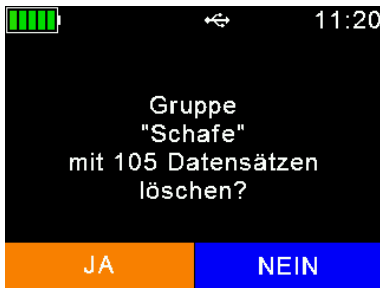 11:20
Gruppe
"Schafe"
mit 105 Datensätzen
löschen?
JA
NEIN